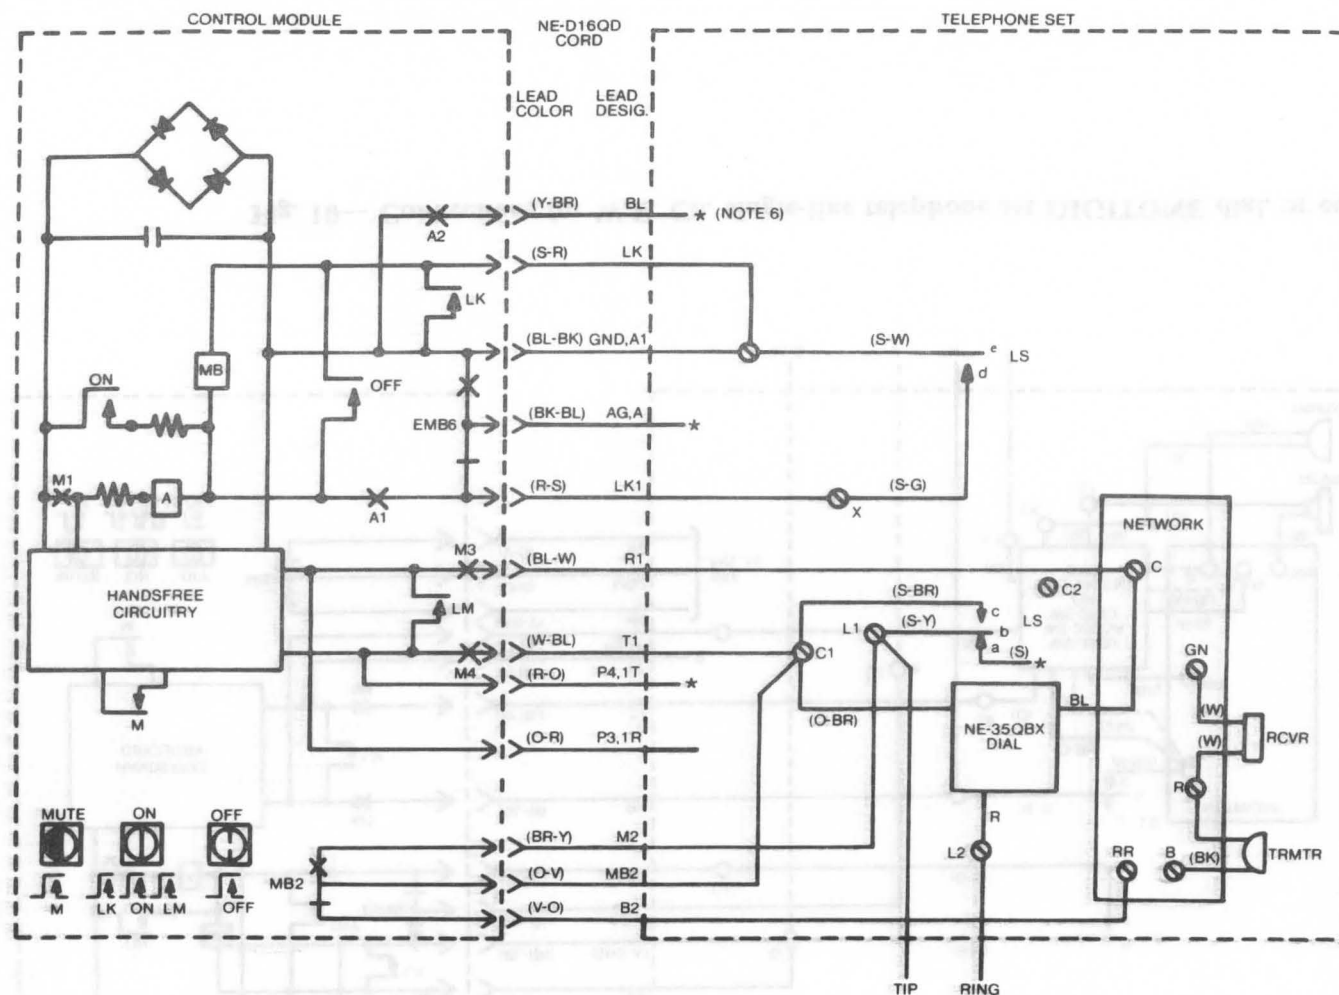 CONTROL MODULE
NE-D16QD
CORD
TELEPHONE SET
LEAD
COLOR
LEAD
DESIG.
(Y-BR)
BL
* (NOTE 6)
A2
(S-R)
LK
LK
(BL-BK)
GND,A1
(S-W)
e
LS
d
MB
ON
OFF
EMB6
(BK-BL)
AG,A
*
M1
A
A1
(R-S)
LK1
(S-G)
X
NETWORK
M3
(BL-W)
R1
C
HANDSFREE
CIRCUITRY
C2
LM
(S-BR)
c
LS
L1
(S-Y)
b
a
(S)
*
(W-BL)
T1
C1
GN
M4
(R-O)
P4,1T
*
M
(O-BR)
BL
NE-35QBX
DIAL
(W)
(W)
RCVR
(O-R)
P3,1R
R
R
MUTE
ON
OFF
(BR-Y)
M2
L2
TRMTR
RR
B
(BK)
MB2
(O-V)
MB2
M
LK
ON
LM
OFF
(V-O)
B2
TIP
RING